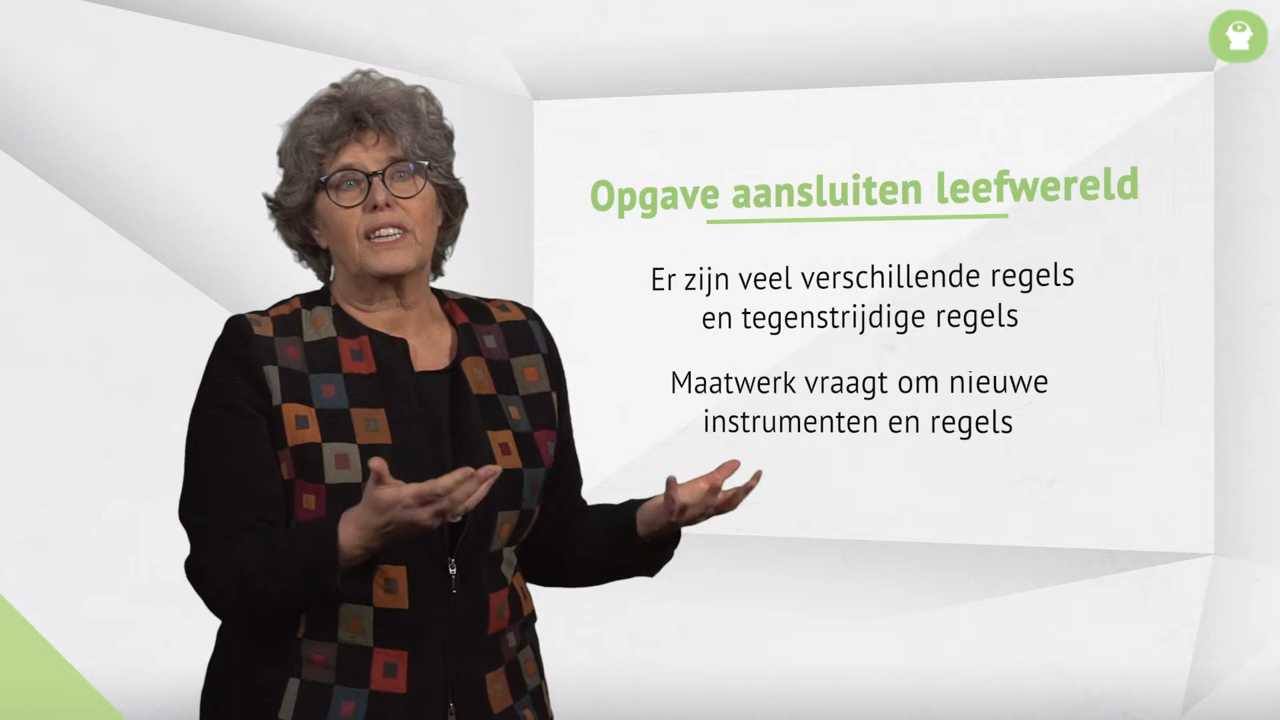 Opgave aansluiten leefwereld
Er zijn veel verschillende regels
en tegenstrijdige regels
Maatwerk vraagt om nieuwe
instrumenten en regels